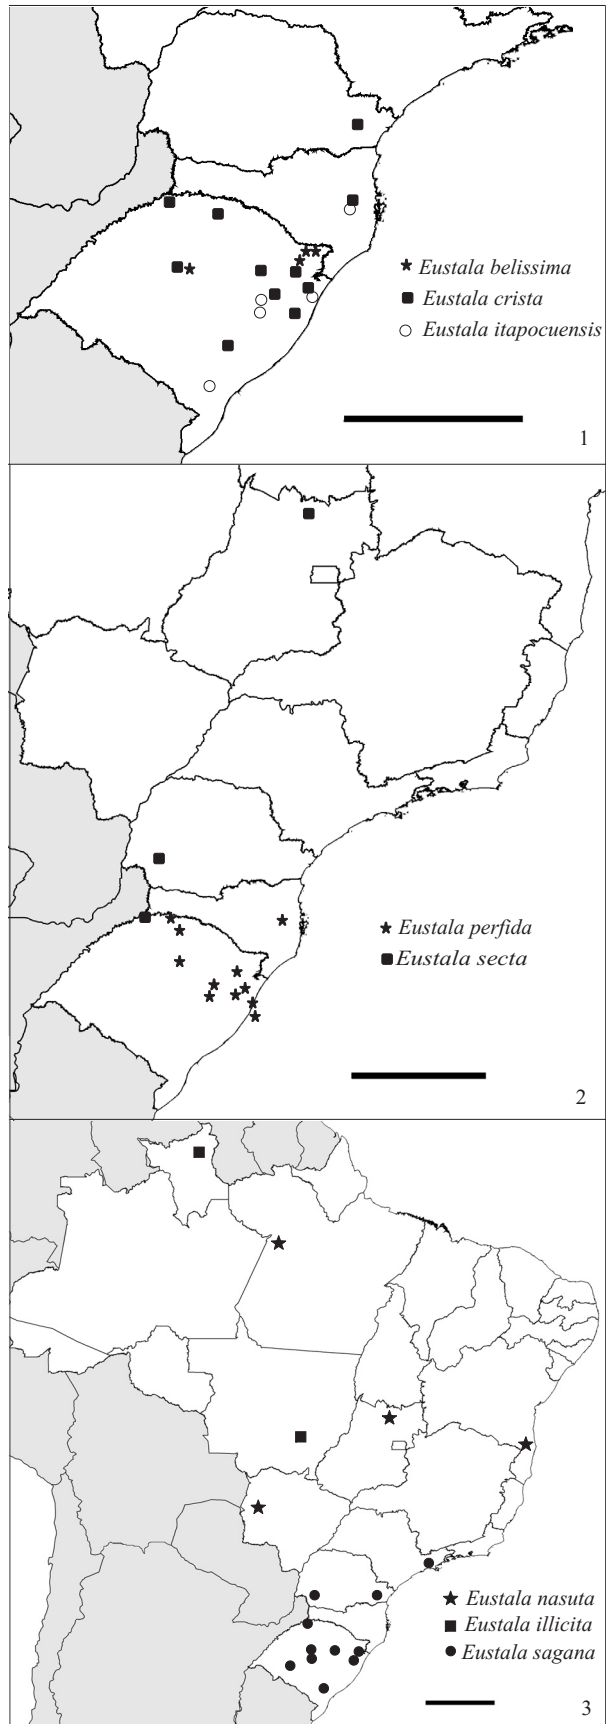 Eustala belissima
Eustala crista
Eustala itapocuensis
1
Eustala perfida
Eustala secta
2
Eustala nasuta
Eustala illicita
Eustala sagana
3